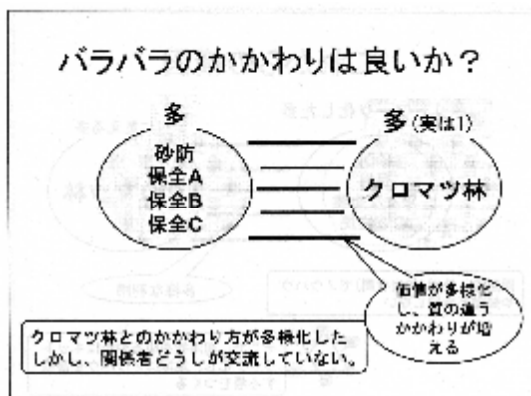 バラバラのかかわりは良いか？
多
砂防
保全A
保全B
保全C
多（実は1）
クロマツ林
価値が多様化
し、質の違う
かかわりが増
える
クロマツ林とのかかわり方が多様化した
しかし、関係者どうしが交流していない。